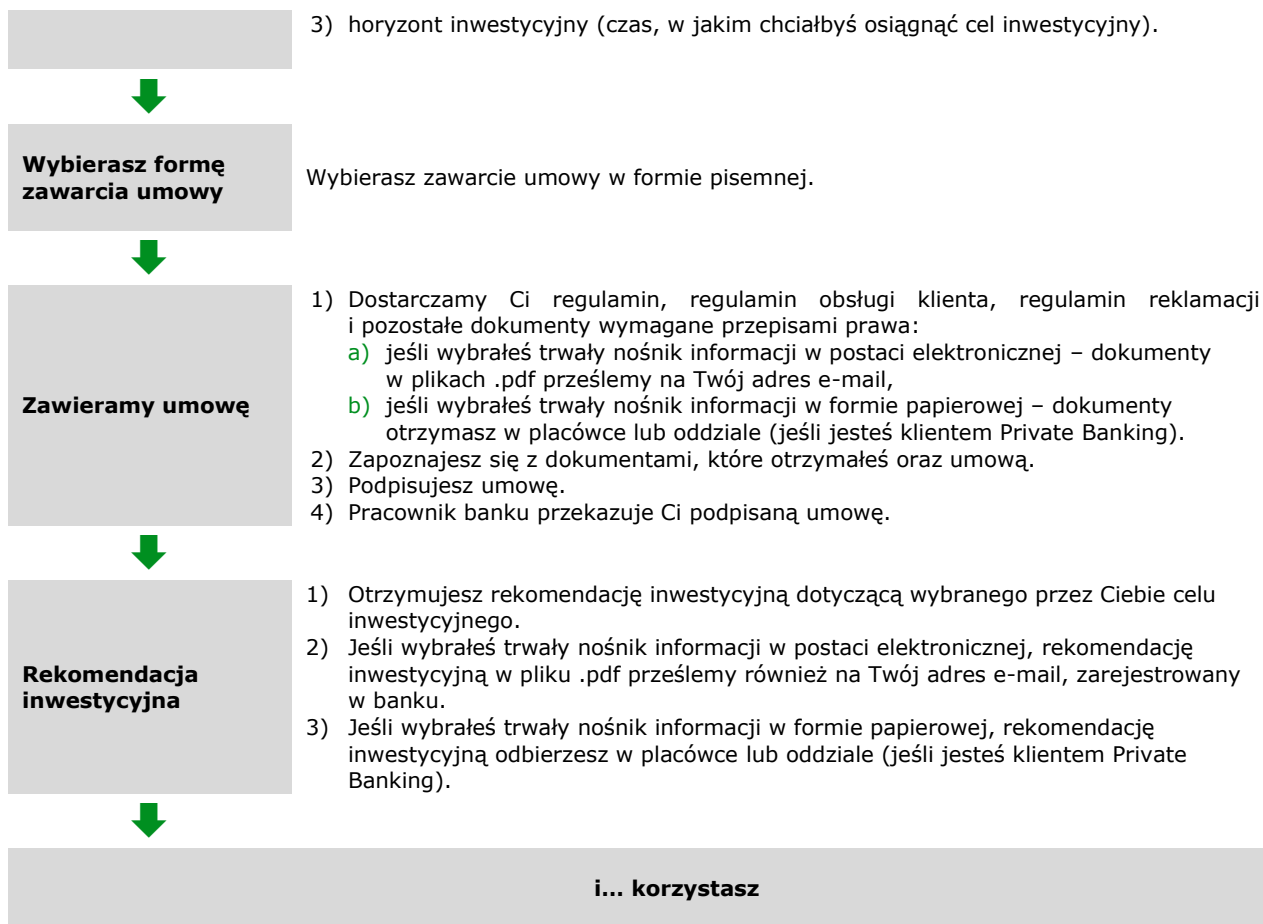 3) horyzont inwestycyjny (czas, w jakim chciałbyś osiągnąć cel inwestycyjny).
Wybierasz formę
zawarcia umowy
Wybierasz zawarcie umowy w formie pisemnej.
Zawieramy umowę
1) Dostarczamy Ci regulamin, regulamin obsługi klienta, regulamin reklamacji
i pozostałe dokumenty wymagane przepisami prawa:
a) jeśli wybrałeś trwały nośnik informacji w postaci elektronicznej – dokumenty
w plikach .pdf prześlemy na Twój adres e-mail,
b) jeśli wybrałeś trwały nośnik informacji w formie papierowej – dokumenty
otrzymasz w placówce lub oddziale (jeśli jesteś klientem Private Banking).
2) Zapoznajesz się z dokumentami, które otrzymałeś oraz umową.
3) Podpisujesz umowę.
4) Pracownik banku przekazuje Ci podpisaną umowę.
Rekomendacja
inwestycyjna
1) Otrzymujesz rekomendację inwestycyjną dotyczącą wybranego przez Ciebie celu
inwestycyjnego.
2) Jeśli wybrałeś trwały nośnik informacji w postaci elektronicznej, rekomendację
inwestycyjną w pliku .pdf prześlemy również na Twój adres e-mail, zarejestrowany
w banku.
3) Jeśli wybrałeś trwały nośnik informacji w formie papierowej, rekomendację
inwestycyjną odbierzesz w placówce lub oddziale (jeśli jesteś klientem Private
Banking).
i... korzystasz